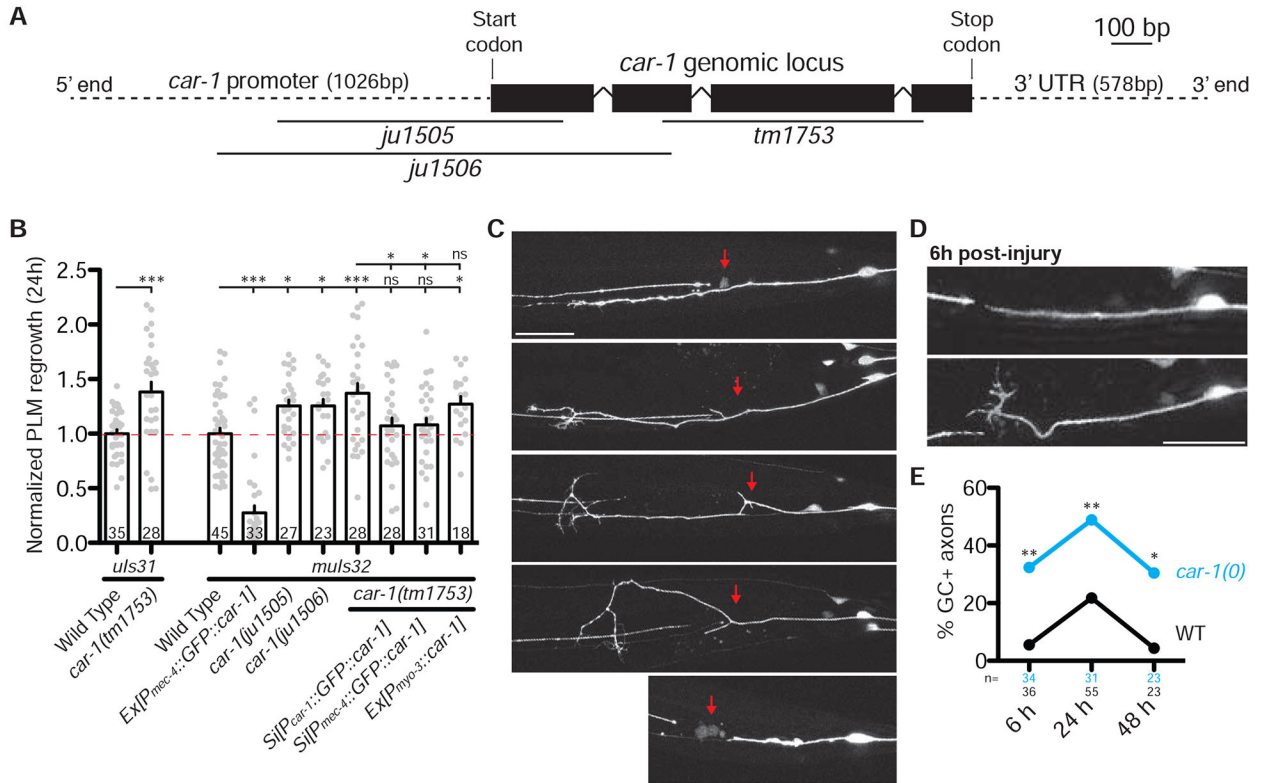 A
Start
codon
Stop
codon
100 bp
5’ end
car-1 promoter (1026bp)
car-1 genomic locus
3’ UTR (578bp)
3’ end
ju1505
tm1753
ju1506
B
Normalized PLM regrowth (24h)
2.5
2.0
1.5
1.0
0.5
0.0
*** *** * * *** * * ns
ns ns *
35 28 45 33 27 23 28 28 31 18
uIs31
muIs32
car-1(tm1753)
Wild Type
car-1(tm1753)
Wild Type
Ex[Pmec-4::GFP::car-1]
car-1(ju1505)
car-1(ju1506)
Si[Pcar-1::GFP::car-1]
Si[Pmec-4::GFP::car-1]
Ex[Pmyo-3::car-1]
C
D
6h post-injury
E
% GC+ axons
60
40
20
0
**
**
*
car-1(0)
WT
n= 34 31 23
36 55 23
6 h
24 h
48 h